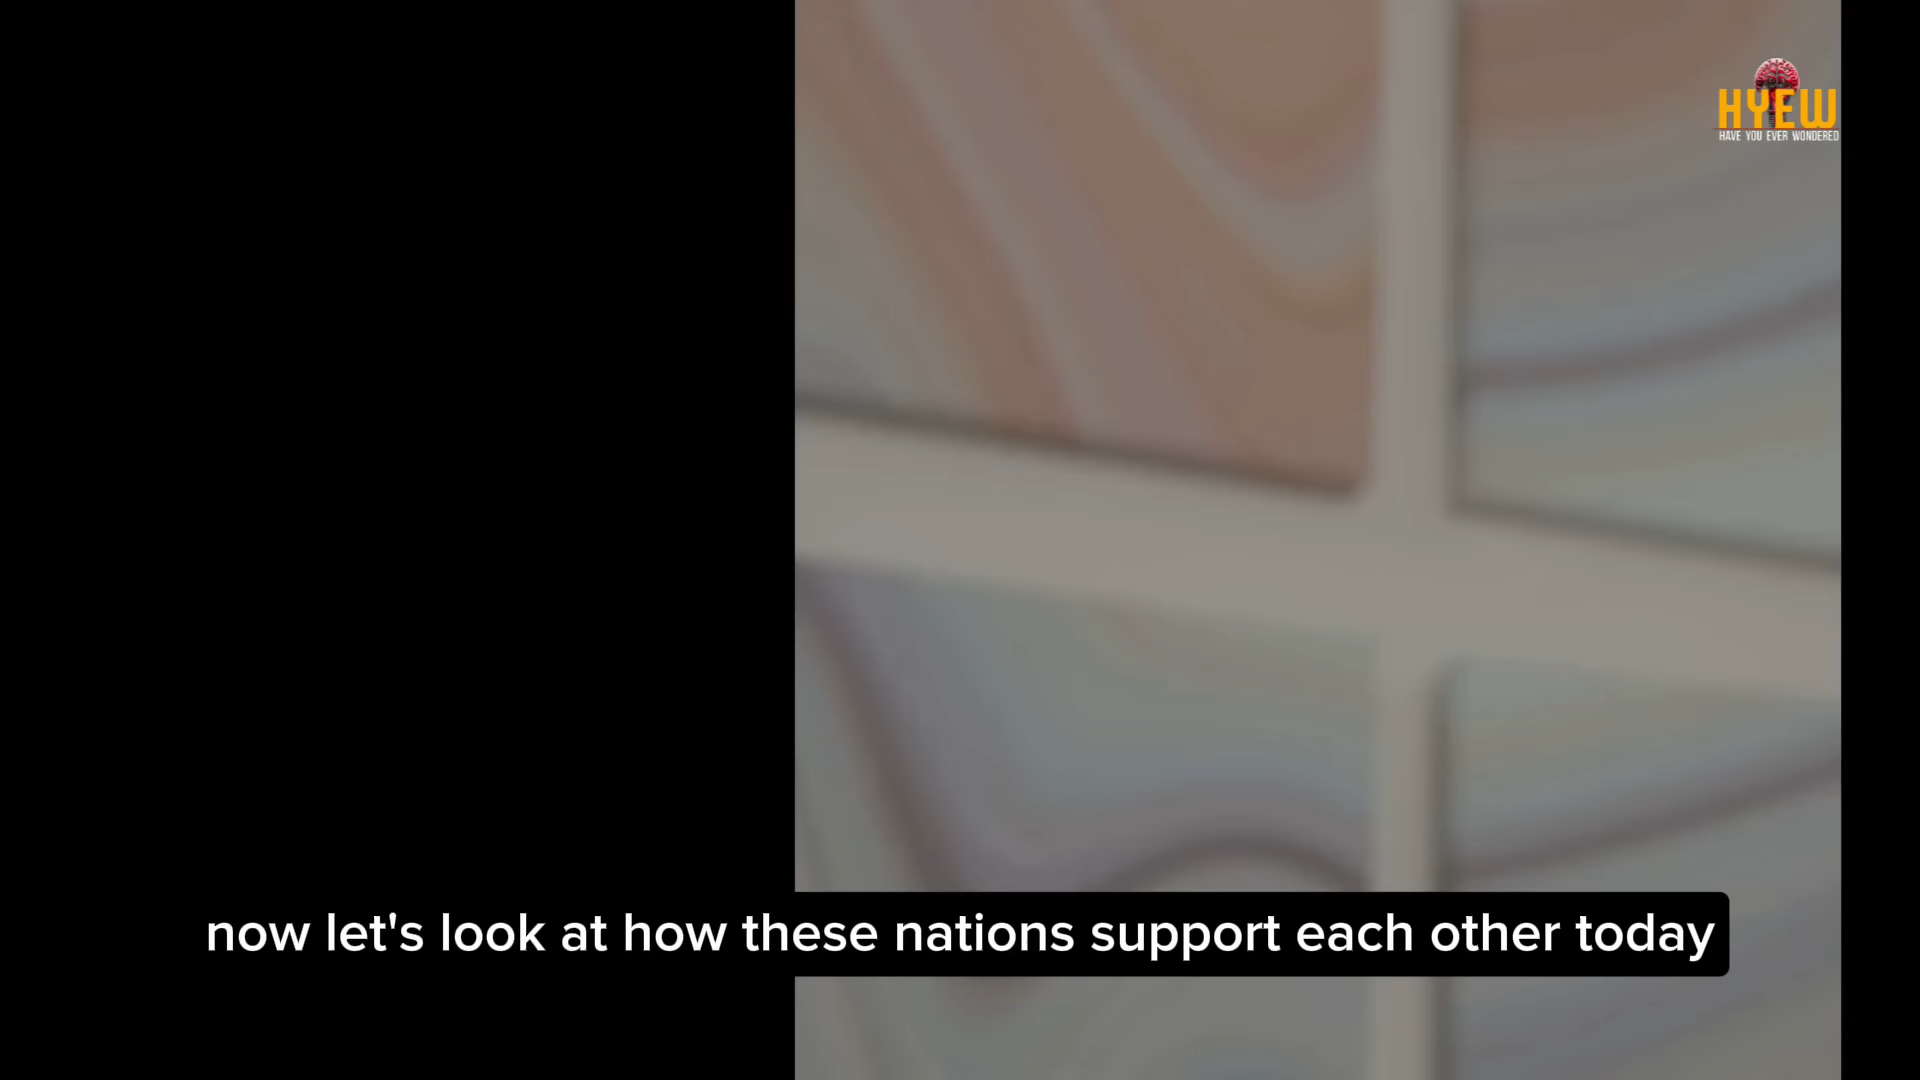 HYEW
HAVE YOU EVER WONDERED
now let's look at how these nations support each other today